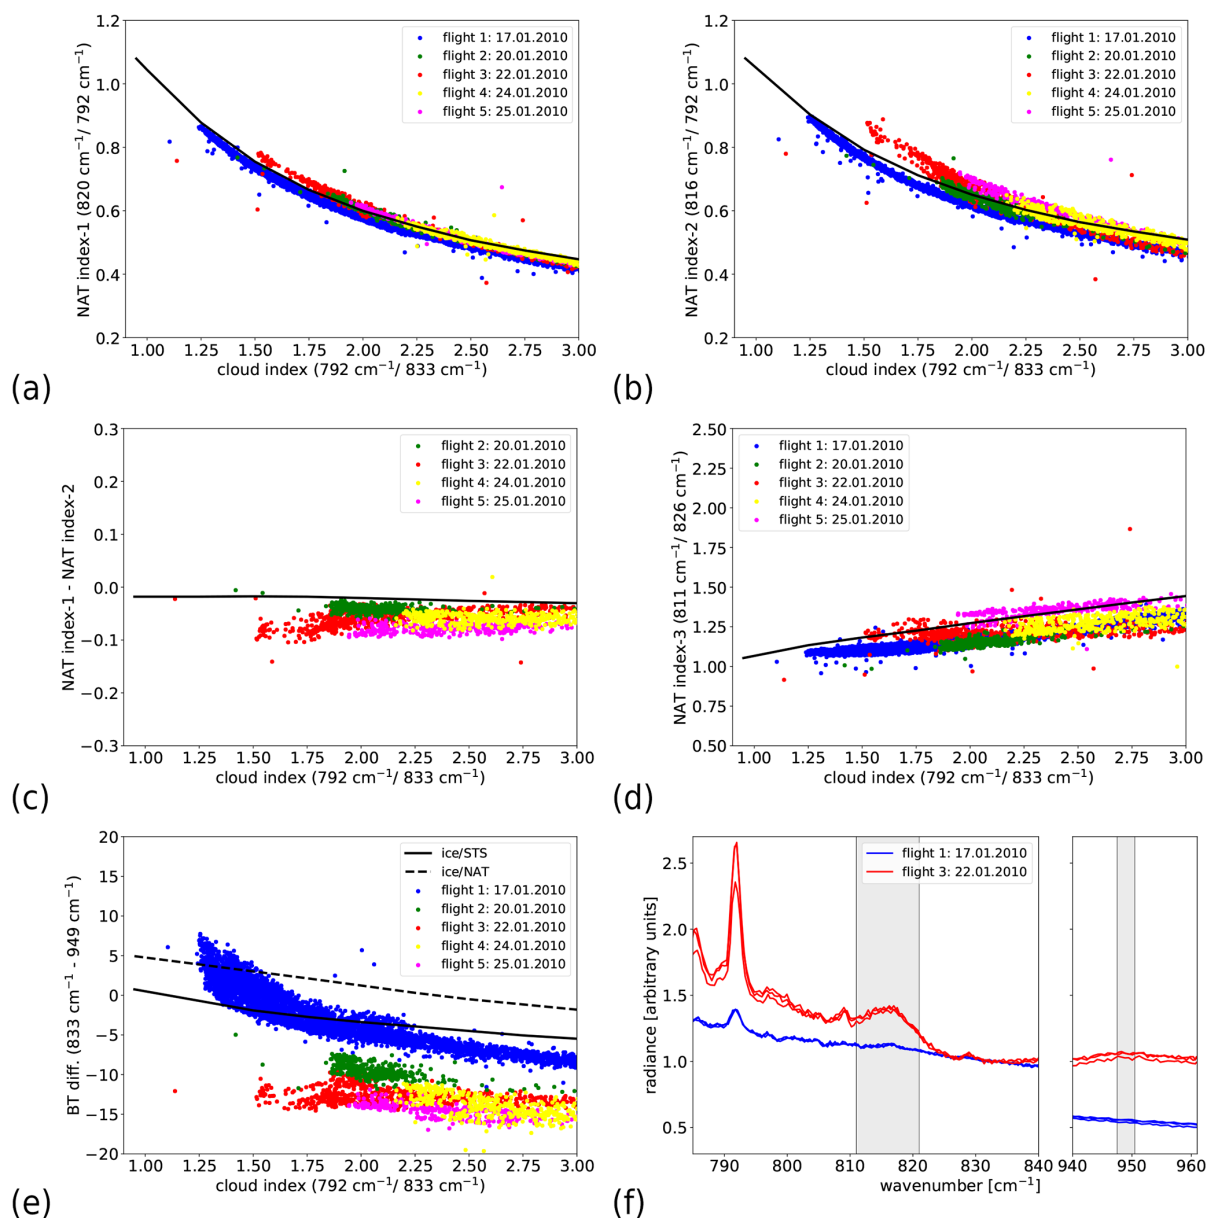 NAT index-1 (820 cm⁻¹/ 792 cm⁻¹)
1.2
1.0
0.8
0.6
0.4
0.2
flight 1: 17.01.2010
flight 2: 20.01.2010
flight 3: 22.01.2010
flight 4: 24.01.2010
flight 5: 25.01.2010
1.00 1.25 1.50 1.75 2.00 2.25 2.50 2.75 3.00
cloud index (792 cm⁻¹/ 833 cm⁻¹)
(a)
NAT index-2 (816 cm⁻¹/ 792 cm⁻¹)
1.2
1.0
0.8
0.6
0.4
0.2
flight 1: 17.01.2010
flight 2: 20.01.2010
flight 3: 22.01.2010
flight 4: 24.01.2010
flight 5: 25.01.2010
1.00 1.25 1.50 1.75 2.00 2.25 2.50 2.75 3.00
cloud index (792 cm⁻¹/ 833 cm⁻¹)
(b)
NAT index-1 - NAT index-2
0.3
0.2
0.1
0.0
−0.1
−0.2
−0.3
flight 2: 20.01.2010
flight 3: 22.01.2010
flight 4: 24.01.2010
flight 5: 25.01.2010
1.00 1.25 1.50 1.75 2.00 2.25 2.50 2.75 3.00
cloud index (792 cm⁻¹/ 833 cm⁻¹)
(c)
NAT index-3 (811 cm⁻¹/ 826 cm⁻¹)
2.50
2.25
2.00
1.75
1.50
1.25
1.00
0.75
0.50
flight 1: 17.01.2010
flight 2: 20.01.2010
flight 3: 22.01.2010
flight 4: 24.01.2010
flight 5: 25.01.2010
1.00 1.25 1.50 1.75 2.00 2.25 2.50 2.75 3.00
cloud index (792 cm⁻¹/ 833 cm⁻¹)
(d)
BT diff. (833 cm⁻¹ - 949 cm⁻¹)
20
15
10
5
0
−5
−10
−15
−20
ice/STS
ice/NAT
flight 1: 17.01.2010
flight 2: 20.01.2010
flight 3: 22.01.2010
flight 4: 24.01.2010
flight 5: 25.01.2010
1.00 1.25 1.50 1.75 2.00 2.25 2.50 2.75 3.00
cloud index (792 cm⁻¹/ 833 cm⁻¹)
(e)
radiance [arbitrary units]
2.5
2.0
1.5
1.0
0.5
flight 1: 17.01.2010
flight 3: 22.01.2010
790 800 810 820 830 840 940 950 960
wavenumber [cm⁻¹]
(f)